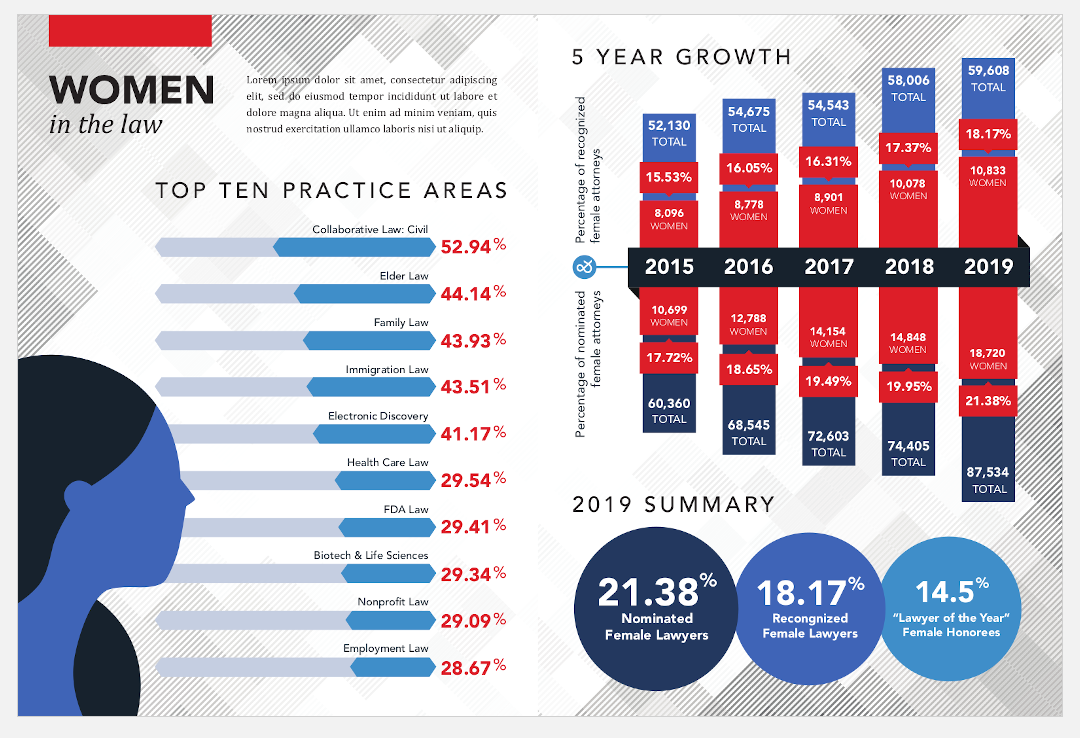 WOMEN
in the law
Lorem ipsum dolor sit amet, consectetur adipiscing
elit, sed do eiusmod tempor incididunt ut labore et
dolore magna aliqua. Ut enim ad minim veniam, quis
nostrud exercitation ullamco laboris nisi ut aliquip.
TOP TEN PRACTICE AREAS
Collaborative Law: Civil
52.94%
Elder Law
44.14%
Family Law
43.93%
Immigration Law
43.51%
Electronic Discovery
41.17%
Health Care Law
29.54%
FDA Law
29.41%
Biotech & Life Sciences
29.34%
Nonprofit Law
29.09%
Employment Law
28.67%
5 YEAR GROWTH
Percentage of recognized
female attorneys
&
Percentage of nominated
female attorneys
52,130
TOTAL
15.53%
8,096
WOMEN
2015
10,699
WOMEN
17.72%
60,360
TOTAL
54,675
TOTAL
16.05%
8,778
WOMEN
2016
12,788
WOMEN
18.65%
68,545
TOTAL
54,543
TOTAL
16.31%
8,901
WOMEN
2017
14,154
WOMEN
19.49%
72,603
TOTAL
58,006
TOTAL
17.37%
10,078
WOMEN
2018
14,848
WOMEN
19.95%
74,405
TOTAL
59,608
TOTAL
18.17%
10,833
WOMEN
2019
18,720
WOMEN
21.38%
87,534
TOTAL
2019 SUMMARY
21.38%
Nominated
Female Lawyers
18.17%
Recongnized
Female Lawyers
14.5%
"Lawyer of the Year"
Female Honorees